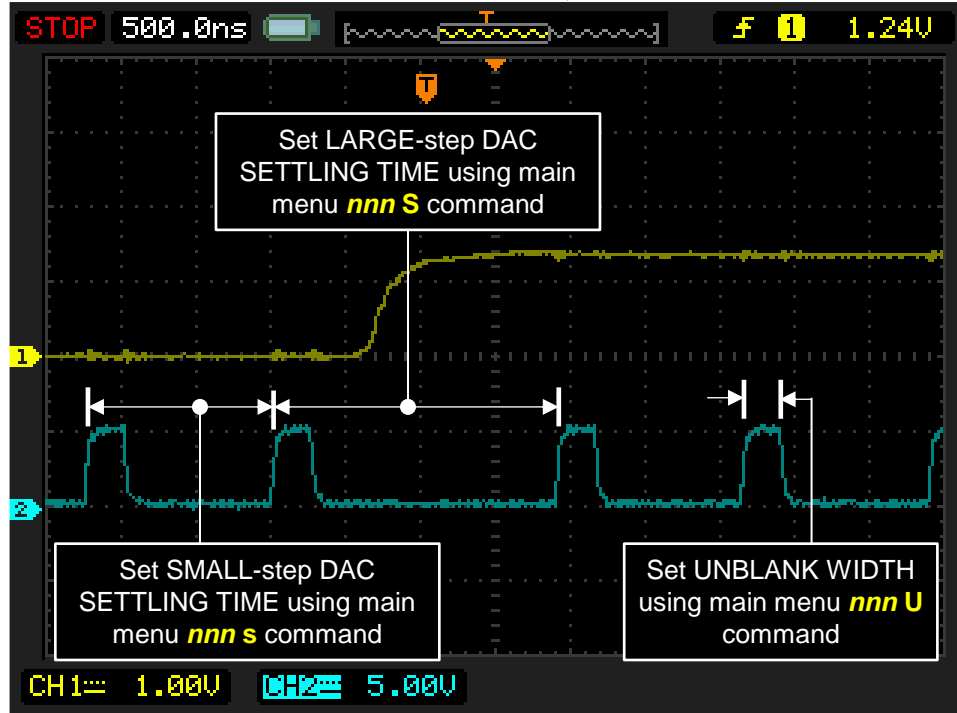 STOP 500.0ns T 1 1.24V
T
Set LARGE-step DAC
SETTLING TIME using main
menu nnn S command
1
2
Set SMALL-step DAC
SETTLING TIME using main
menu nnn s command
Set UNBLANK WIDTH
using main menu nnn U
command
CH1 1.00V CH2 5.00V